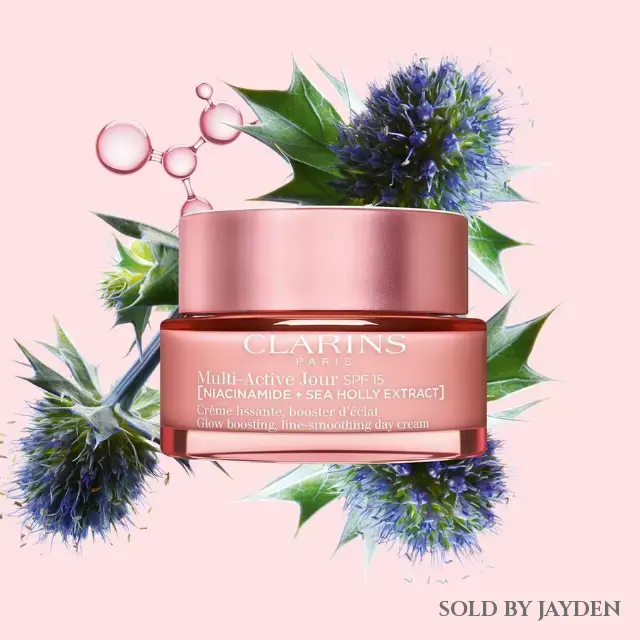 CLARINS
PARIS
Multi-Active Jour SPF 15
[NIACINAMIDE + SEA HOLLY EXTRACT]
Crème lissante, booster d'éclat
Glow boosting, fine-smoothing day cream
SOLD BY JAYDEN